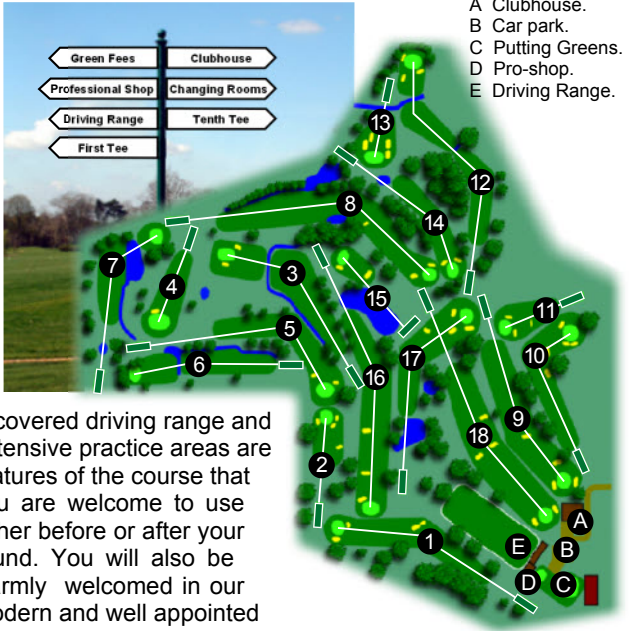 A Clubhouse.
B Car park.
C Putting Greens.
D Pro-shop.
E Driving Range.
Green Fees
Clubhouse
Professional Shop
Changing Rooms
Driving Range
Tenth Tee
First Tee
13
12
8
14
7
3
4
15
11
5
17
10
6
16
9
18
2
1
A
B
C
D
E
covered driving range and
tensive practice areas are
atures of the course that
u are welcome to use
her before or after your
und. You will also be
rmly welcomed in our
odern and well appointed